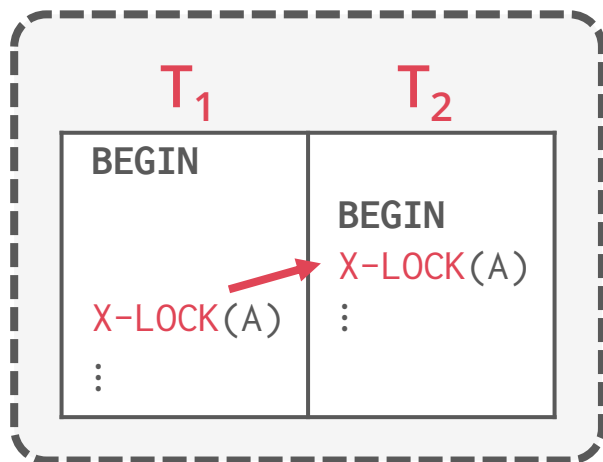 T₁ T₂
BEGIN
BEGIN
X-LOCK(A)
X-LOCK(A)
⋮
⋮